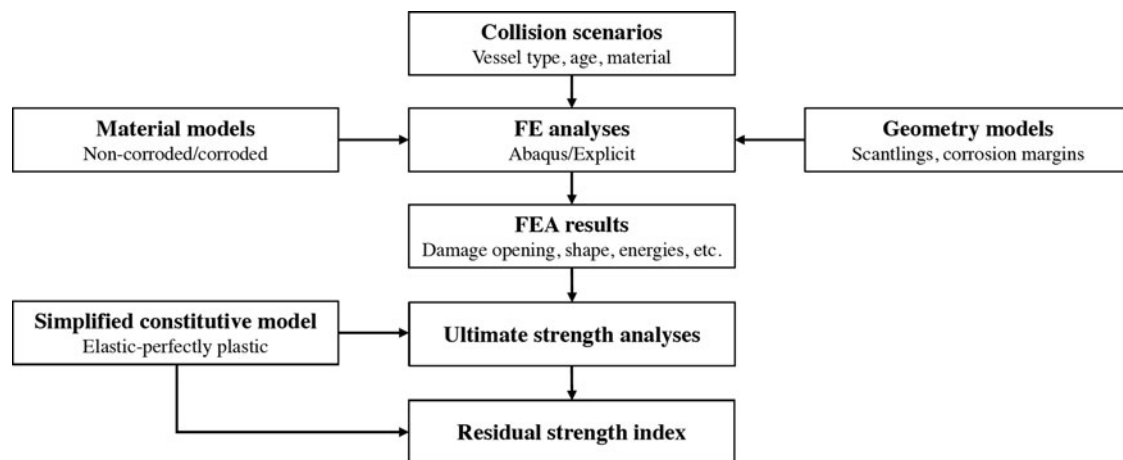 Collision scenarios
Vessel type, age, material
Material models
Non-corroded/corroded
FE analyses
Abaqus/Explicit
Geometry models
Scantlings, corrosion margins
FEA results
Damage opening, shape, energies, etc.
Simplified constitutive model
Elastic-perfectly plastic
Ultimate strength analyses
Residual strength index